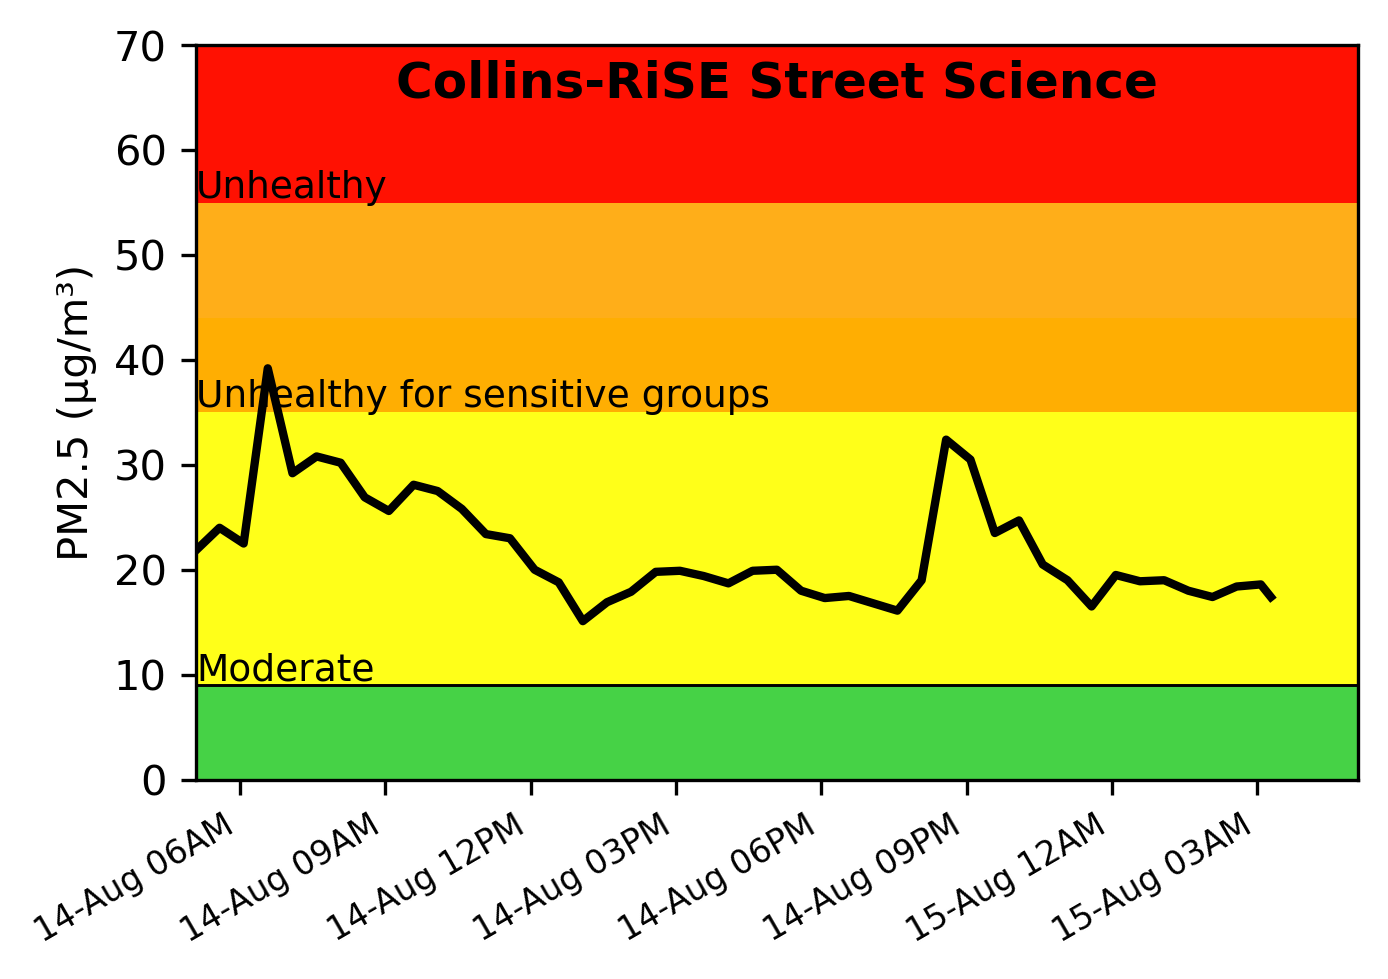 Collins-RiSE Street Science
70
60
Unhealthy
50
40
Unhealthy for sensitive groups
30
20
Moderate
10
0
PM2.5 (µg/m³)
14-Aug 06AM
14-Aug 09AM
14-Aug 12PM
14-Aug 03PM
14-Aug 06PM
14-Aug 09PM
15-Aug 12AM
15-Aug 03AM